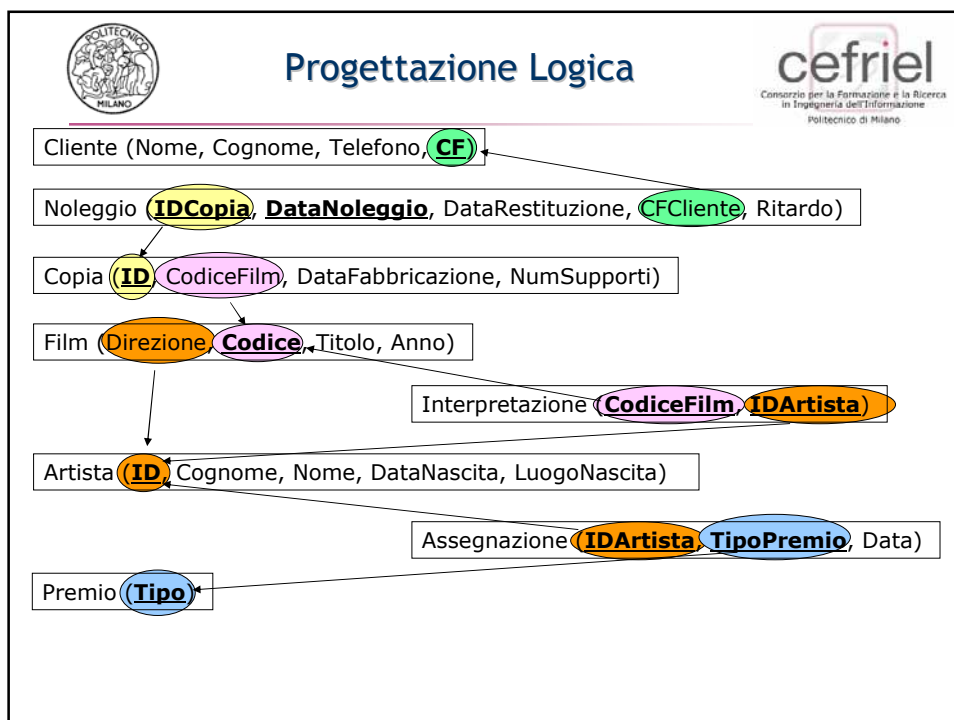 POLITECNICO
MILANO
Progettazione Logica
cefriel
Consorzio per la Formazione e la Ricerca
in Ingegneria dell'Informazione
Politecnico di Milano
Cliente (Nome, Cognome, Telefono, CF)
Noleggio (IDCopia, DataNoleggio, DataRestituzione, CFCliente, Ritardo)
Copia (ID, CodiceFilm, DataFabbricazione, NumSupporti)
Film (Direzione, Codice, Titolo, Anno)
Interpretazione (CodiceFilm, IDArtista)
Artista (ID, Cognome, Nome, DataNascita, LuogoNascita)
Assegnazione (IDArtista, TipoPremio, Data)
Premio (Tipo)